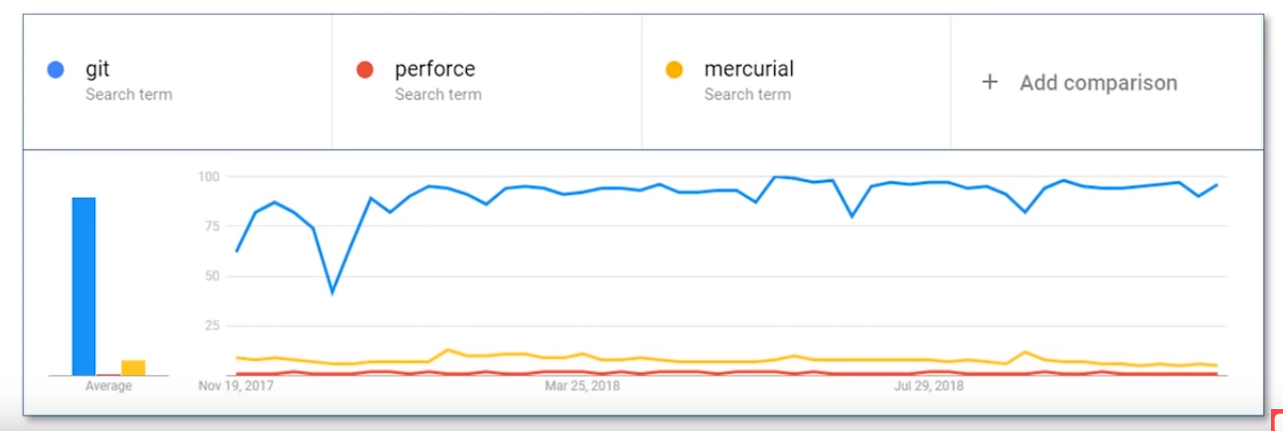 git
Search term
perforce
Search term
mercurial
Search term
+ Add comparison
100
75
50
25
Average
Nov 19, 2017
Mar 25, 2018
Jul 29, 2018